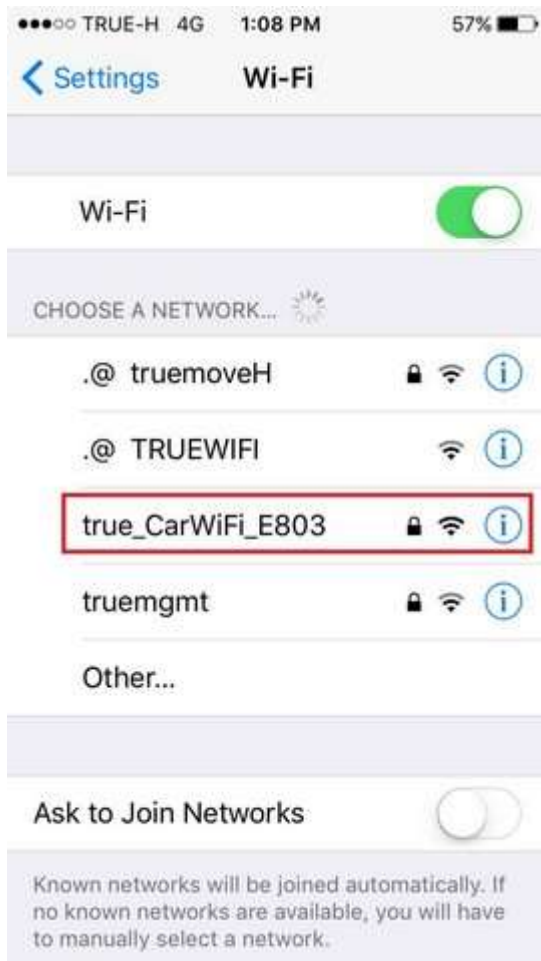 TRUE-H 4G 1:08 PM 57%
Settings Wi-Fi
Wi-Fi
CHOOSE A NETWORK...
.@ truemoveH
.@ TRUEWIFI
true_CarWiFi_E803
truemgmt
Other...
Ask to Join Networks
Known networks will be joined automatically. If
no known networks are available, you will have
to manually select a network.